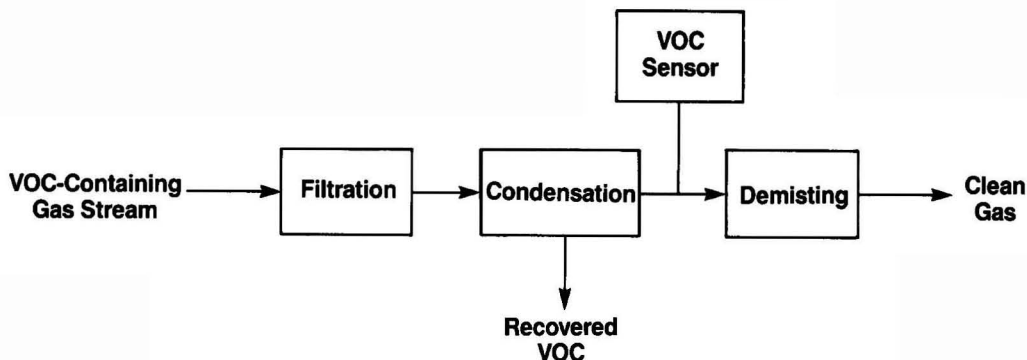 VOC
Sensor
VOC-Containing
Gas Stream
Filtration
Condensation
Demisting
Clean
Gas
Recovered
VOC